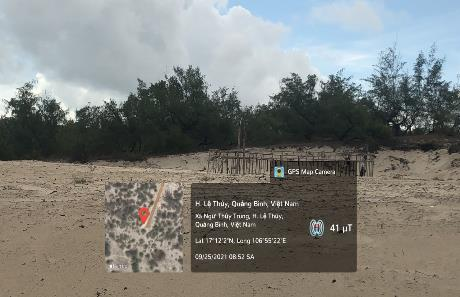 GPS Map Camera
H. Lệ Thủy, Quảng Bình, Việt Nam
Xã Ngư Thủy Trung, H. Lệ Thủy,
Quảng Bình, Việt Nam
Lat 17°12'2"N, Long 106°55'22"E
09/25/2021 08:52 SA
41 µT